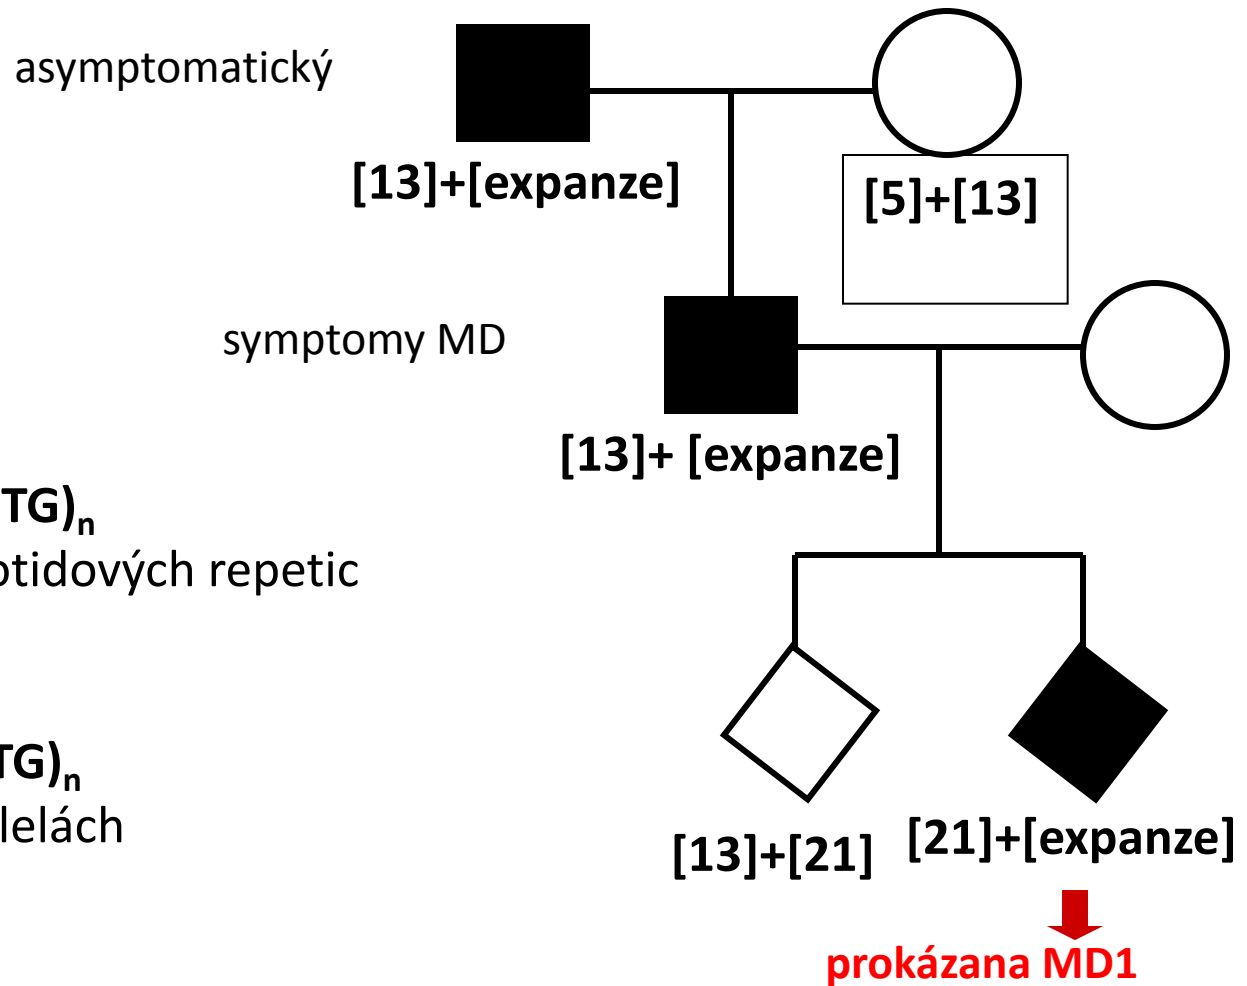 asymptomatický
[13]+[expanze]
[5]+[13]
symptomy MD
[13]+ [expanze]
TG)n
otidových repetic
TG)n
lelách
[13]+[21]
[21]+[expanze]
prokázana MD1